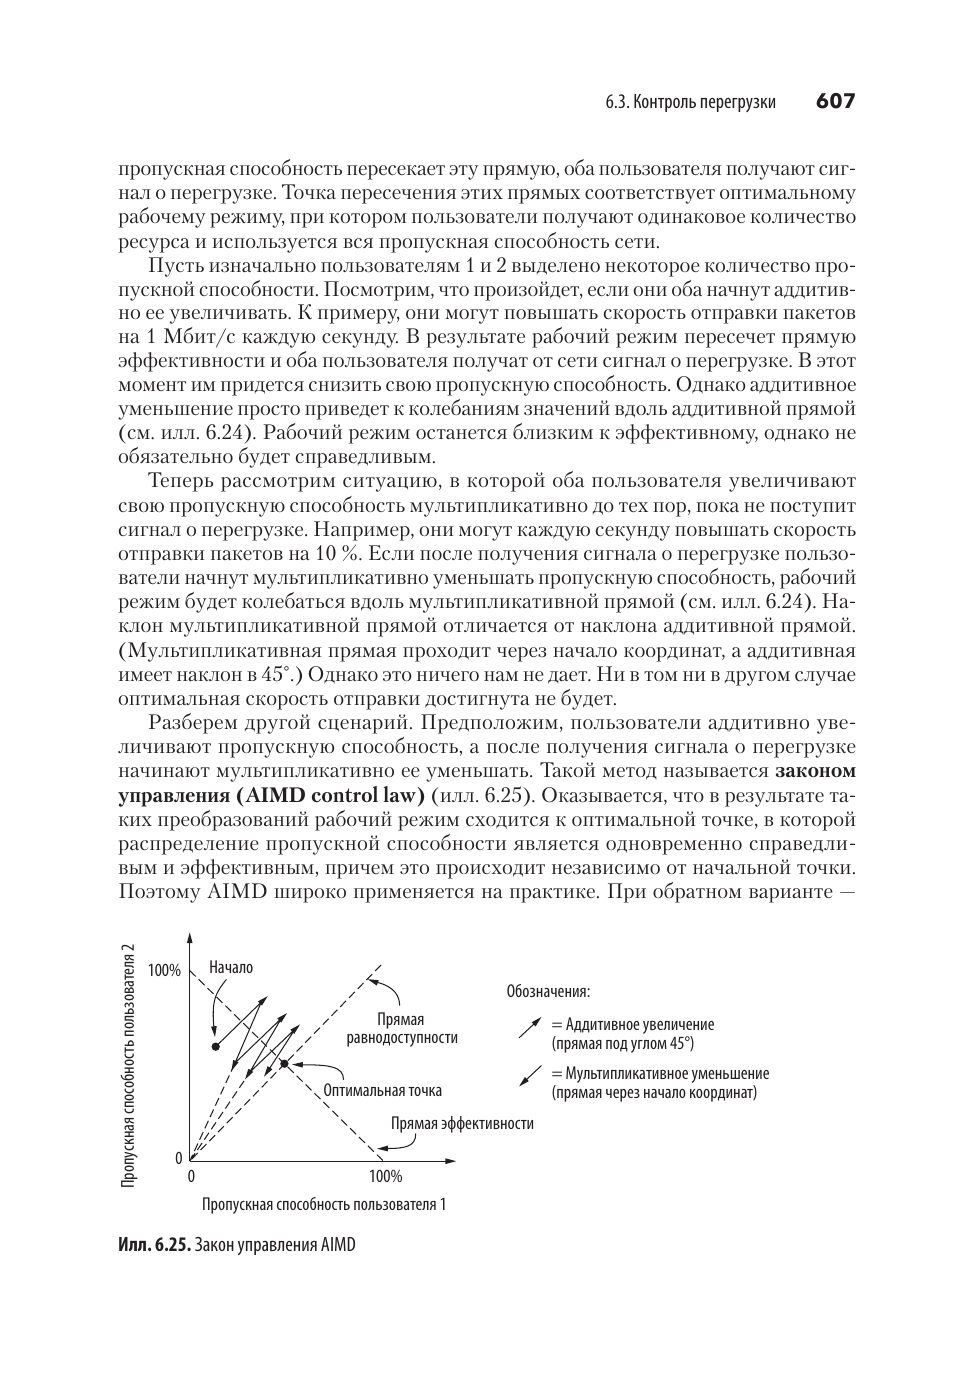 6.3. Контроль перегрузки 607
пропускная способность пересекает эту прямую, оба пользователя получают сиг-
нал о перегрузке. Точка пересечения этих прямых соответствует оптимальному
рабочему режиму, при котором пользователи получают одинаковое количество
ресурса и используется вся пропускная способность сети.
Пусть изначально пользователям 1 и 2 выделено некоторое количество про-
пускной способности. Посмотрим, что произойдет, если они оба начнут аддитив-
но ее увеличивать. К примеру, они могут повышать скорость отправки пакетов
на 1 Мбит/с каждую секунду. В результате рабочий режим пересечет прямую
эффективности и оба пользователя получат от сети сигнал о перегрузке. В этот
момент им придется снизить свою пропускную способность. Однако аддитивное
уменьшение просто приведет к колебаниям значений вдоль аддитивной прямой
(см. илл. 6.24). Рабочий режим останется близким к эффективному, однако не
обязательно будет справедливым.
Теперь рассмотрим ситуацию, в которой оба пользователя увеличивают
свою пропускную способность мультипликативно до тех пор, пока не поступит
сигнал о перегрузке. Например, они могут каждую секунду повышать скорость
отправки пакетов на 10 %. Если после получения сигнала о перегрузке пользо-
ватели начнут мультипликативно уменьшать пропускную способность, рабочий
режим будет колебаться вдоль мультипликативной прямой (см. илл. 6.24). На-
клон мультипликативной прямой отличается от наклона аддитивной прямой.
(Мультипликативная прямая проходит через начало координат, а аддитивная
имеет наклон в 45°.) Однако это ничего нам не дает. Ни в том ни в другом случае
оптимальная скорость отправки достигнута не будет.
Разберем другой сценарий. Предположим, пользователи аддитивно уве-
личивают пропускную способность, а после получения сигнала о перегрузке
начинают мультипликативно ее уменьшать. Такой метод называется законом
управления (AIMD control law) (илл. 6.25). Оказывается, что в результате та-
ких преобразований рабочий режим сходится к оптимальной точке, в которой
распределение пропускной способности является одновременно справедли-
вым и эффективным, причем это происходит независимо от начальной точки.
Поэтому AIMD широко применяется на практике. При обратном варианте —
Пропускная способность пользователя 2
100%
Начало
Прямая
равнодоступности
Оптимальная точка
Прямая эффективности
0
0
100%
Пропускная способность пользователя 1
Обозначения:
= Аддитивное увеличение
(прямая под углом 45°)
= Мультипликативное уменьшение
(прямая через начало координат)
Илл. 6.25. Закон управления AIMD